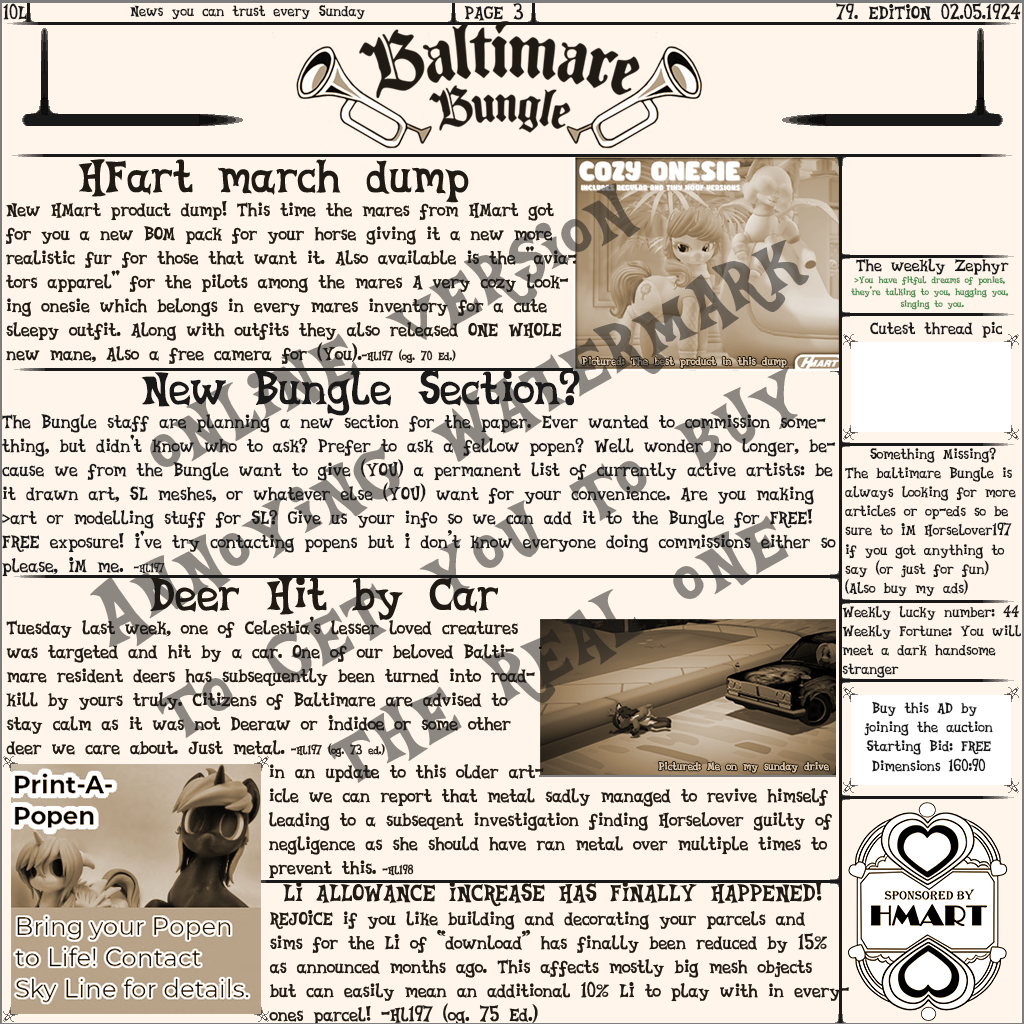 10L
News you can trust every Sunday
PAGE 3
79. EDITION 02.05.1924
Baltimare
Bungle
HFart march dump
New HMart product dump! This time the mares from HMart got
for you a new BOM pack for your horse giving it a new more
realistic fur for those that want it. Also available is the "avia-
tors apparel" for the pilots among the mares A very cozy look-
ing onesie which belongs in every mares inventory for a cute
sleepy outfit. Along with outfits they also released ONE WHOLE
new mane, Also a free camera for (You).-HL197 (og. 70 Ed.)
COZY ONESIE
INCLUDES REGULAR AND TINY HOOF VERSIONS
Pictured: The best product in this dump
HMART
New Bungle Section?
The Bungle staff are planning a new section for the paper. Ever wanted to commission some-
thing, but didn't know who to ask? Prefer to ask a fellow popen? Well wonder no longer, be-
cause we from the Bungle want to give (YOU) a permanent list of currently active artists: be
it drawn art, SL meshes, or whatever else (YOU) want for your convenience. Are you making
>art or modelling stuff for SL? Give us your info so we can add it to the Bungle for FREE!
FREE exposure! I've try contacting popens but i don't know everyone doing commissions either so
please, IM me. -HL197
Deer Hit by Car
Tuesday last week, one of Celestia's lesser loved creatures
was targeted and hit by a car. One of our beloved Balti-
mare resident deers has subsequently been turned into road-
kill by yours truly. Citizens of Baltimare are advised to
stay calm as it was not Deeraw or indidoe or some other
deer we care about. Just metal. -HL197 (og. 73 ed.)
Pictured: Me on my sunday drive
in an update to this older art-
icle we can report that metal sadly managed to revive himself
leading to a subseqent investigation finding Horselover guilty of
negligence as she should have ran metal over multiple times to
prevent this. -HL198
Print-A-
Popen
Bring your Popen
to Life! Contact
Sky Line for details.
Li ALLOWANCE INCREASE HAS FINALLY HAPPENED!
REJOICE if you like building and decorating your parcels and
sims for the Li of "download" has finally been reduced by 15%
as announced months ago. This affects mostly big mesh objects
but can easily mean an additional 10% Li to play with in every-
ones parcel! -HL197 (og. 75 Ed.)
The weekly Zephyr
>You have fitful dreams of ponies,
they're talking to you, hugging you,
singing to you.
Cutest thread pic
Something Missing?
The baltimare Bungle is
always looking for more
articles or op-eds so be
sure to IM Horselover197
if you got anything to
say (or just for fun)
(Also buy my ads)
Weekly lucky number: 44
Weekly Fortune: You will
meet a dark handsome
stranger
Buy this AD by
joining the auction
Starting Bid: FREE
Dimensions 160:90
SPONSORED BY
HMART
ONLINE VERSION
ANNOYING WATERMARK
TO GET YOU TO BUY
THE REAL ONE